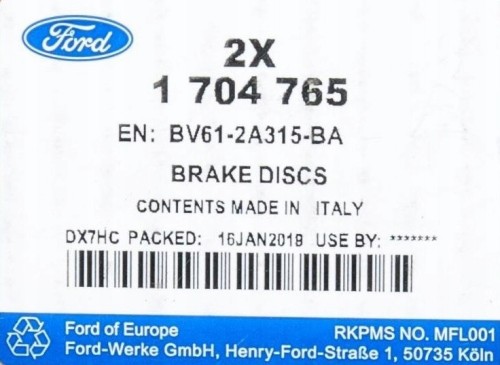 Ford
2X
1 704 765
EN: BV61-2A315-BA
BRAKE DISCS
CONTENTS MADE IN ITALY
DX7HC PACKED: 16JAN2018 USE BY: *******
Ford of Europe RKPMS NO. MFL001
Ford-Werke GmbH, Henry-Ford-Straße 1, 50735 Köln